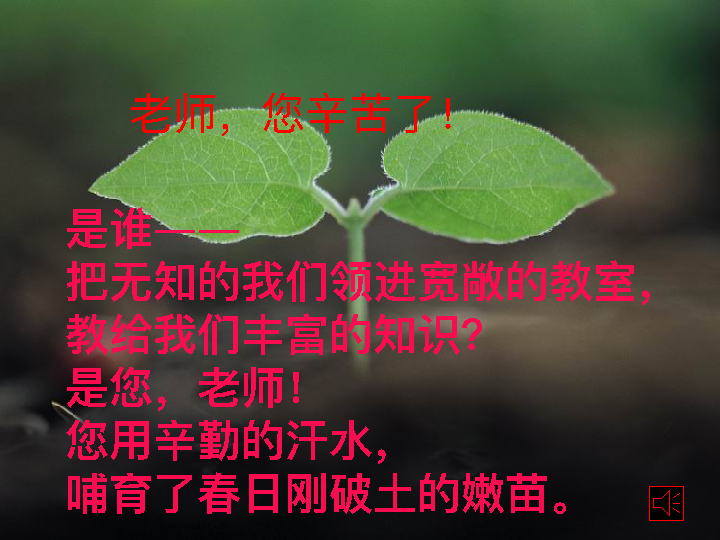 老师，您辛苦了！
是谁——
把无知的我们领进宽敞的教室，
教给我们丰富的知识？
是您，老师！
您用辛勤的汗水，
哺育了春日刚破土的嫩苗。